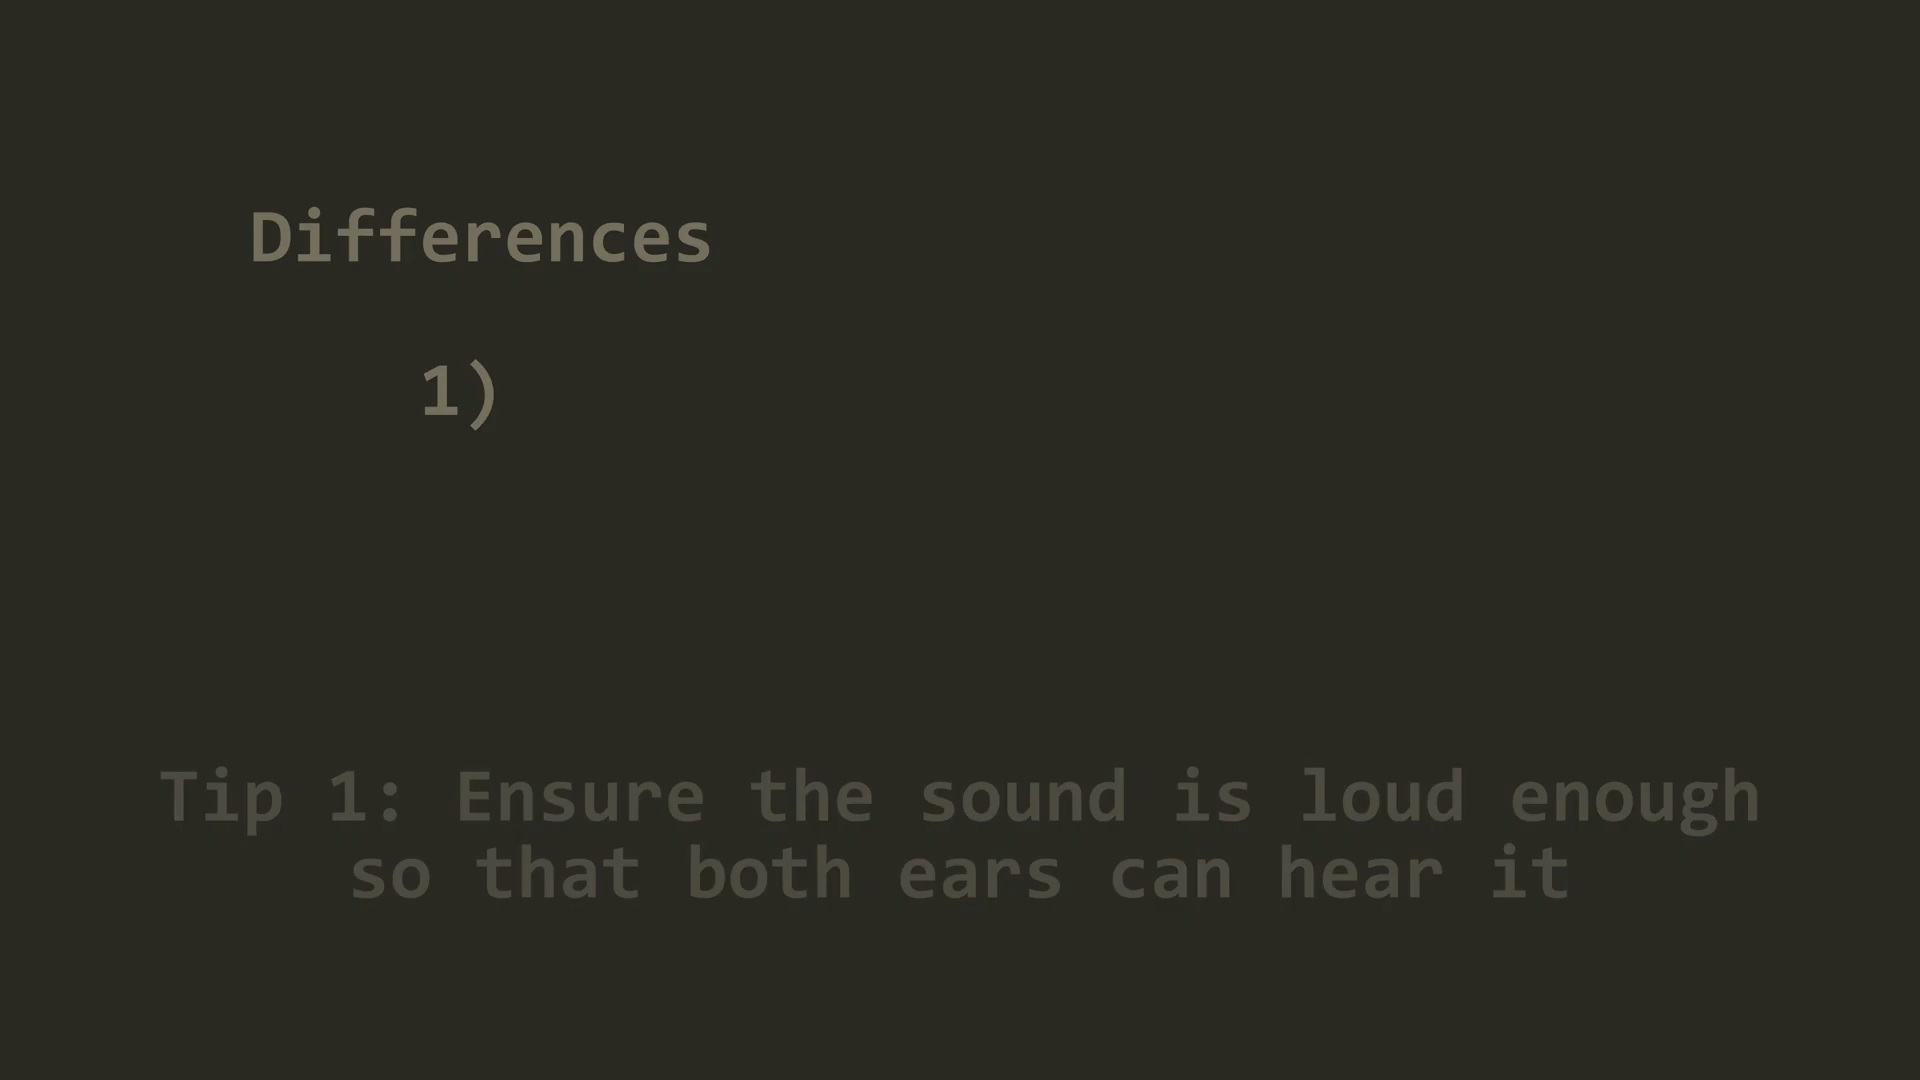 Differences
1)
Tip 1: Ensure the sound is loud enough
so that both ears can hear it